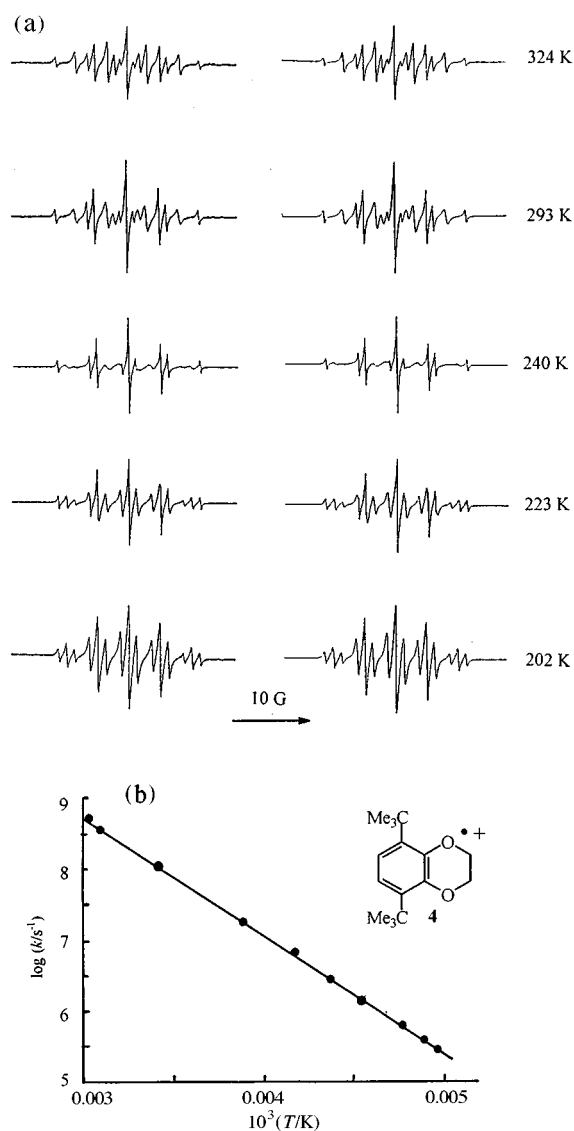 (a)
324 K
293 K
240 K
223 K
202 K
10 G
(b)
9
8
7
6
5
log (k/s⁻¹)
0.003
0.004
0.005
10³(T/K)
Me₃C
• +
O
O
Me₃C
4